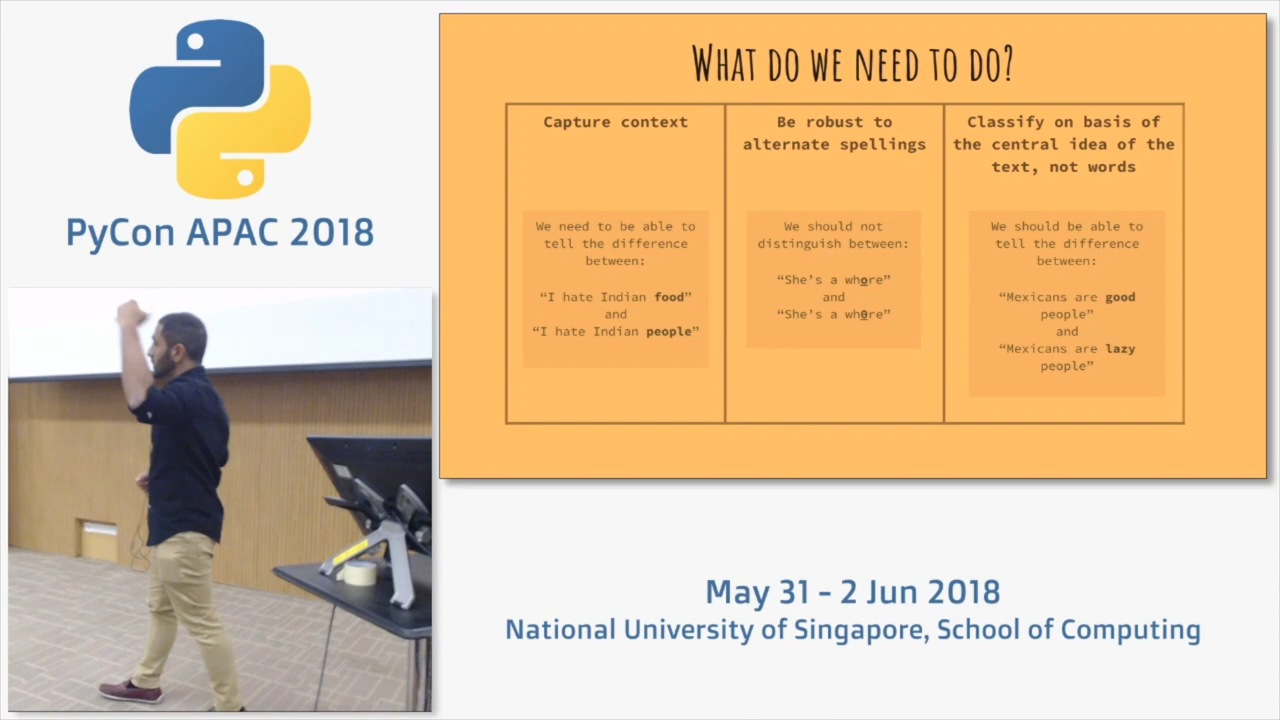 PyCon APAC 2018
WHAT DO WE NEED TO DO?
Capture context
We need to be able to
tell the difference
between:
“I hate Indian food”
and
“I hate Indian people”
Be robust to
alternate spellings
We should not
distinguish between:
“She’s a whore”
and
“She’s a wh0re”
Classify on basis of
the central idea of the
text, not words
We should be able to
tell the difference
between:
“Mexicans are good
people”
and
“Mexicans are lazy
people”
May 31 - 2 Jun 2018
National University of Singapore, School of Computing